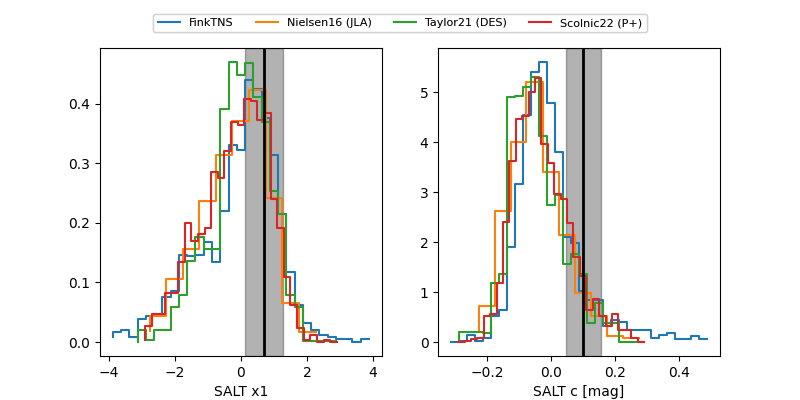 FinkTNS Nielsen16 (JLA) Taylor21 (DES) Scolnic22 (P+)
0.4
0.3
0.2
0.1
0.0
−4 −2 0 2 4
SALT x1
5
4
3
2
1
0
−0.2 0.0 0.2 0.4
SALT c [mag]